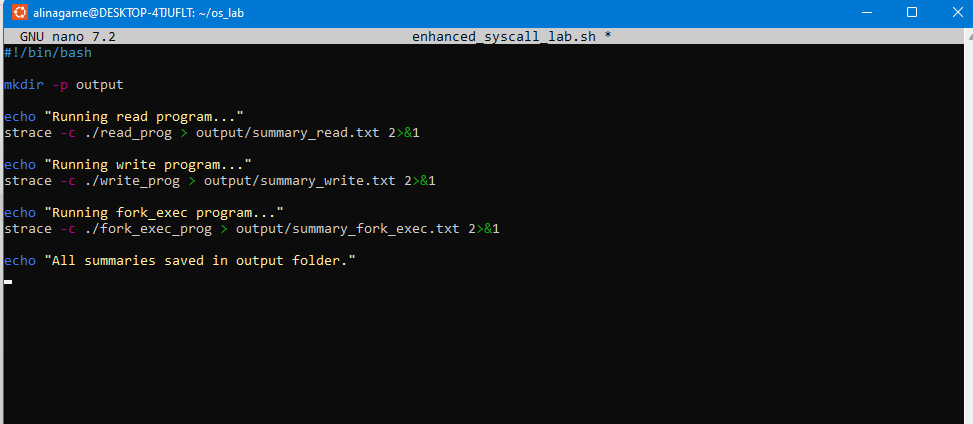 alinagame@DESKTOP-4TJUFLT: ~/os_lab
GNU nano 7.2 enhanced_syscall_lab.sh *
#!/bin/bash
mkdir -p output
echo "Running read program..."
strace -c ./read_prog > output/summary_read.txt 2>&1
echo "Running write program..."
strace -c ./write_prog > output/summary_write.txt 2>&1
echo "Running fork_exec program..."
strace -c ./fork_exec_prog > output/summary_fork_exec.txt 2>&1
echo "All summaries saved in output folder."